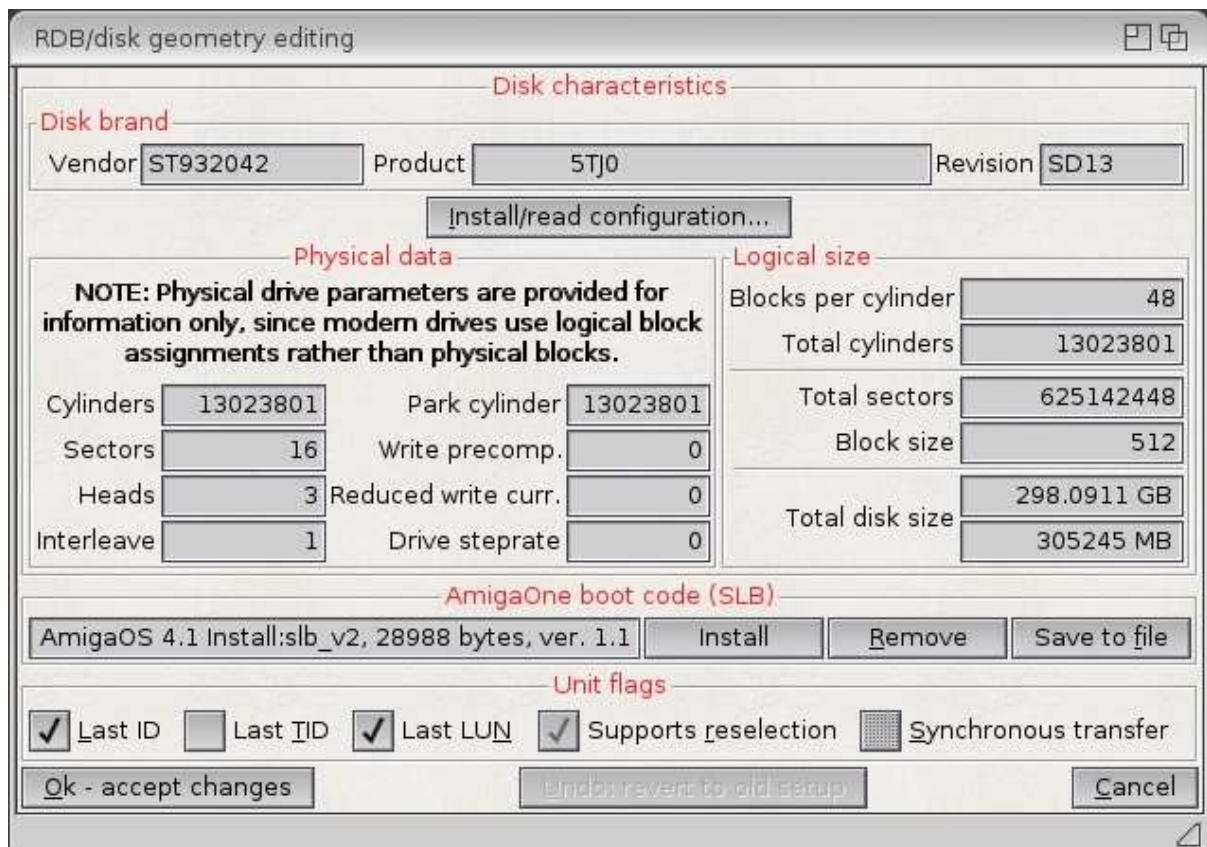 RDB/disk geometry editing
Disk characteristics
Disk brand
Vendor ST932042 Product 5TJ0 Revision SD13
Install/read configuration...
Physical data
NOTE: Physical drive parameters are provided for
information only, since modern drives use logical block
assignments rather than physical blocks.
Cylinders 13023801 Park cylinder 13023801
Sectors 16 Write precomp. 0
Heads 3 Reduced write curr. 0
Interleave 1 Drive steprate 0
Logical size
Blocks per cylinder 48
Total cylinders 13023801
Total sectors 625142448
Block size 512
Total disk size 298.0911 GB
305245 MB
AmigaOne boot code (SLB)
AmigaOS 4.1 Install:slb_v2, 28988 bytes, ver. 1.1 Install Remove Save to file
Unit flags
Last ID Last TID Last LUN Supports reselection Synchronous transfer
Ok - accept changes Undo: revert to old setup Cancel